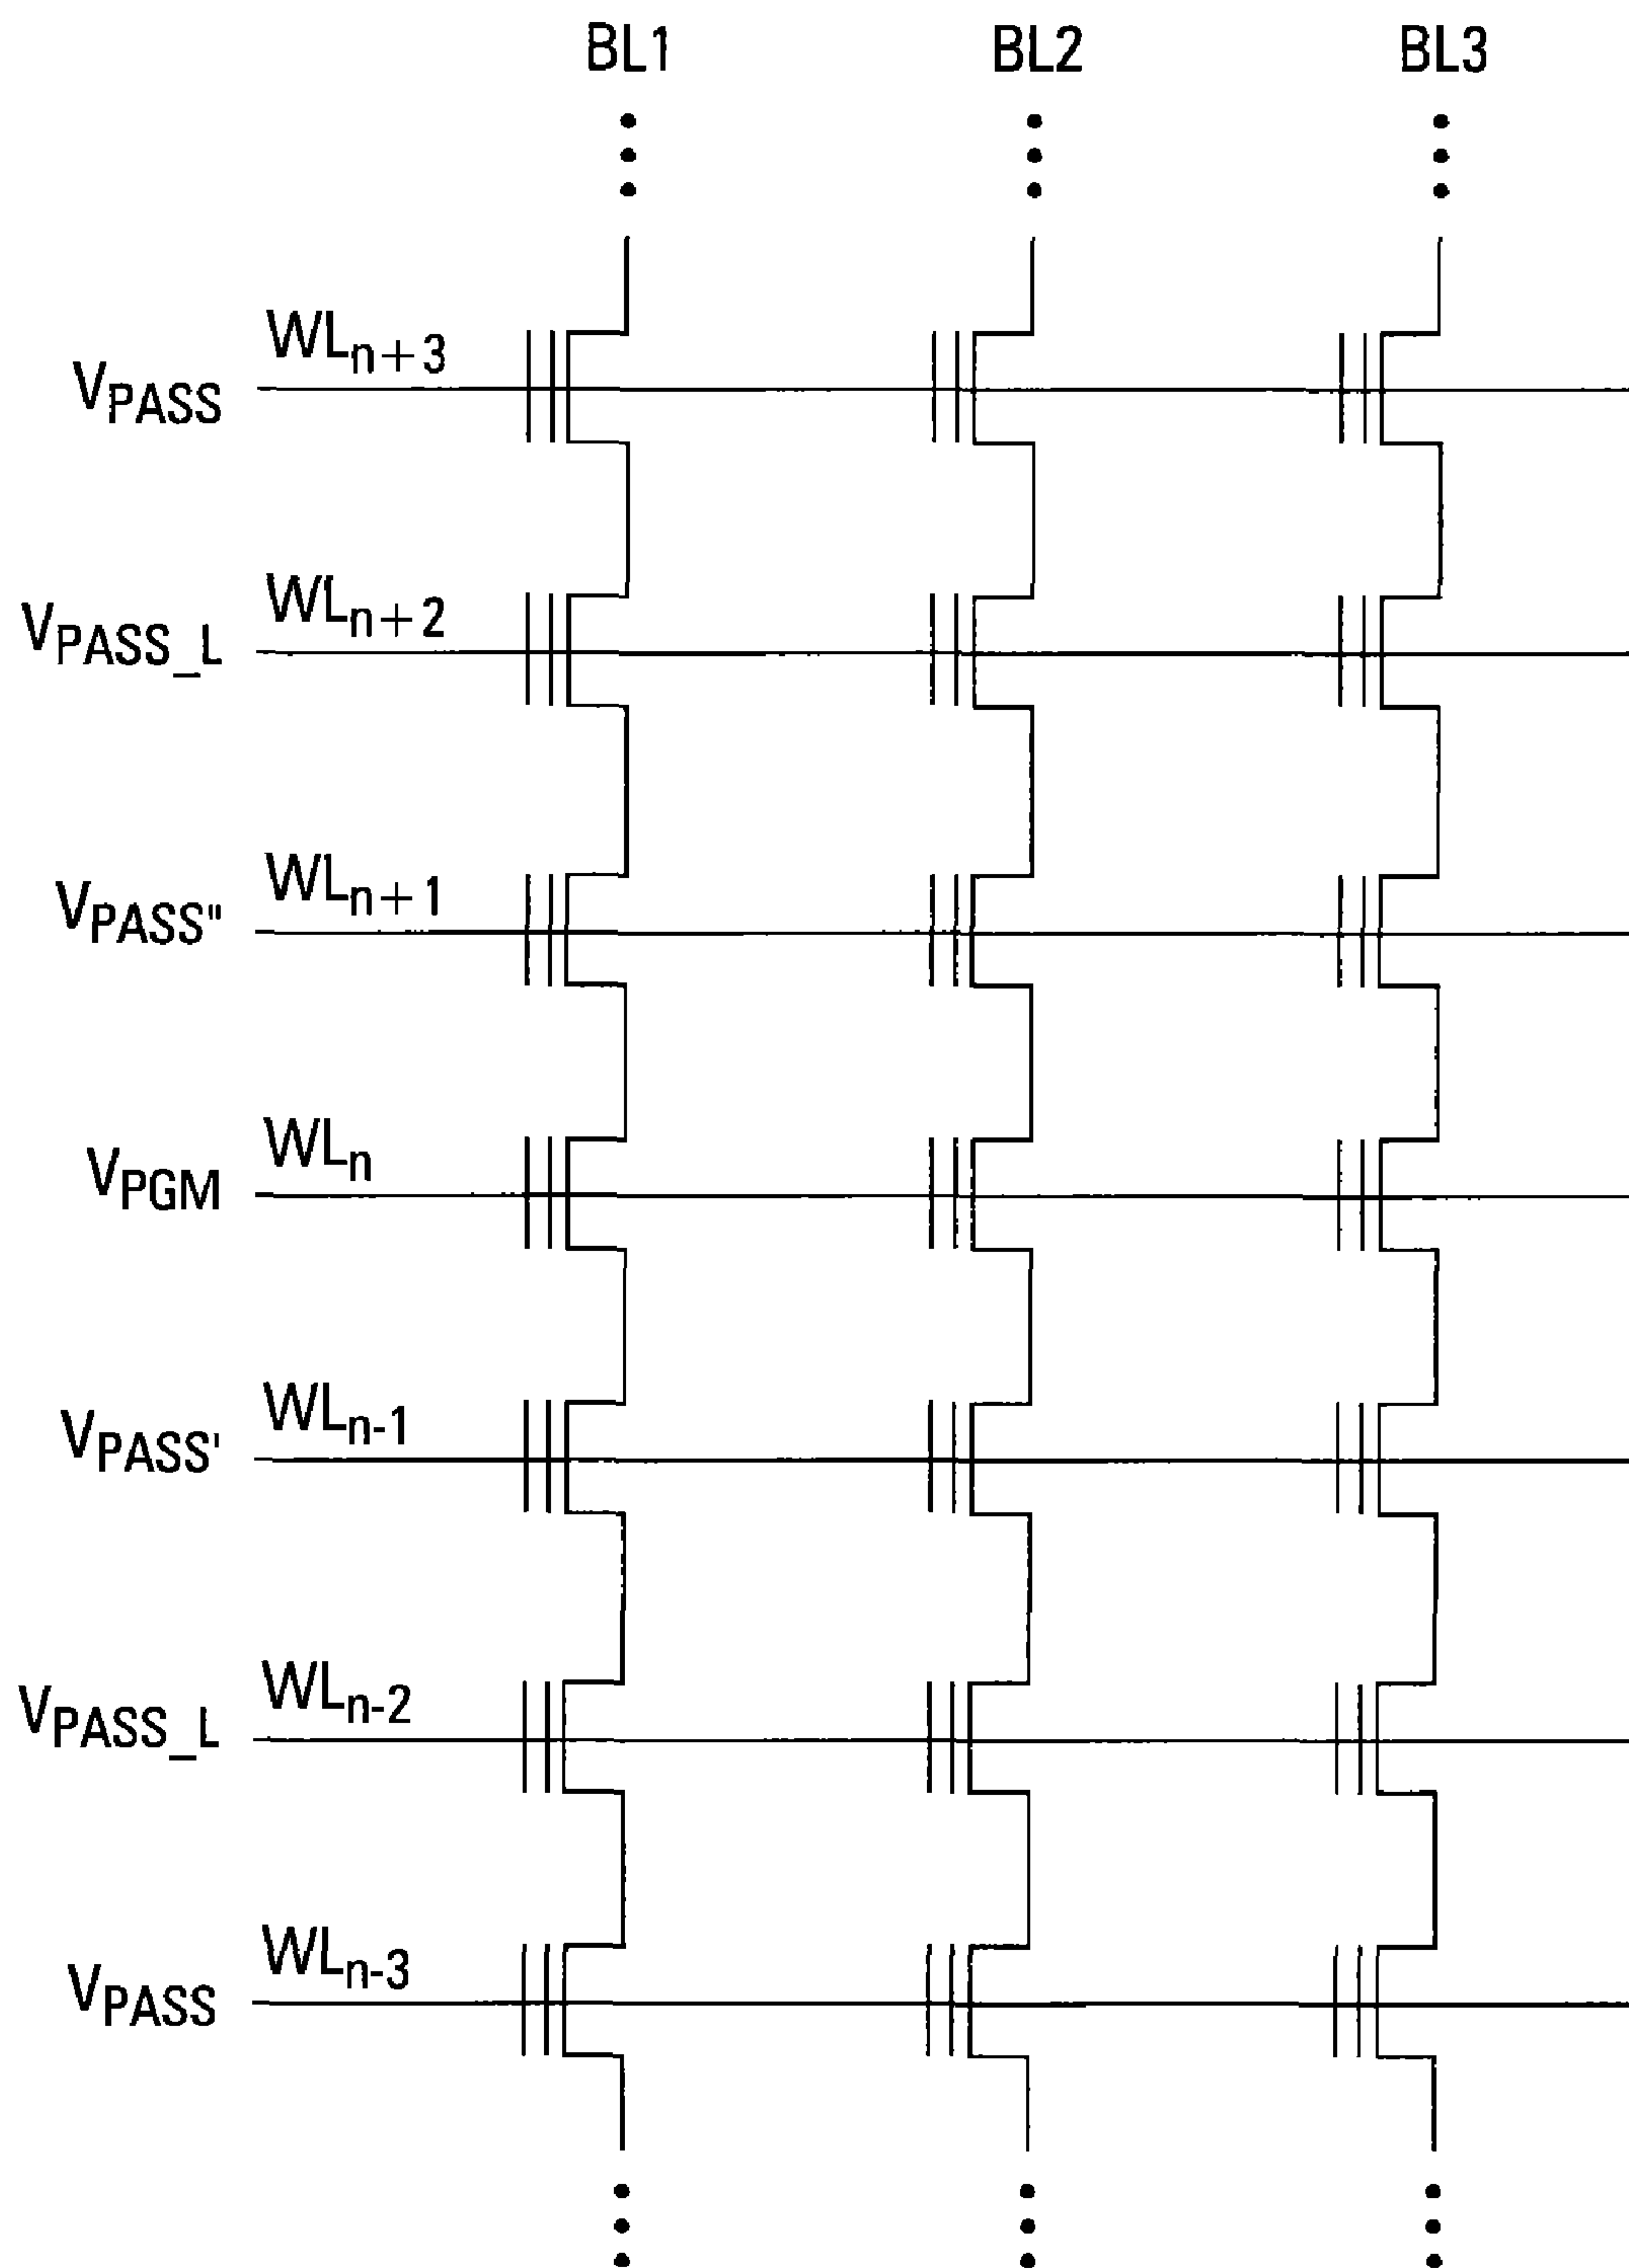 BL1 BL2 BL3
WLn+3
VPASS
WLn+2
VPASS_L
WLn+1
VPASS"
WLn
VPGM
WLn-1
VPASS'
WLn-2
VPASS_L
WLn-3
VPASS